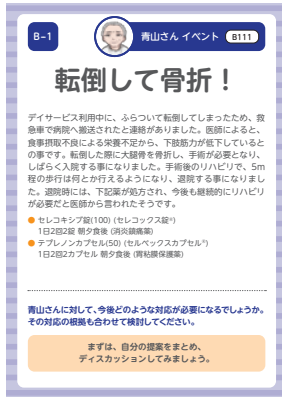 B-1
青山さん イベント B111
転倒して骨折！
デイサービス利用中に、ふらついて転倒してしまったため、救
急車で病院へ搬送されたと連絡がありました。医師によると、
食事摂取不良による栄養不足から、下肢筋力が低下していると
の事です。転倒した際に大腿骨を骨折し、手術が必要となり、
しばらく入院する事になりました。手術後のリハビリで、5m
程の歩行は何とか行えるようになり、退院する事になりまし
た。退院時には、下記薬が処方され、今後も継続的にリハビリ
が必要だと医師から言われたそうです。
● セレコキシブ錠(100) (セレコックス錠®)
1日2回2錠 朝夕食後 (消炎鎮痛薬)
● テプレノンカプセル(50) (セルベックスカプセル®)
1日2回2カプセル 朝夕食後 (胃粘膜保護薬)
青山さんに対して、今後どのような対応が必要になるでしょうか。
その対応の根拠も合わせて検討してください。
まずは、自分の提案をまとめ、
ディスカッションしてみましょう。